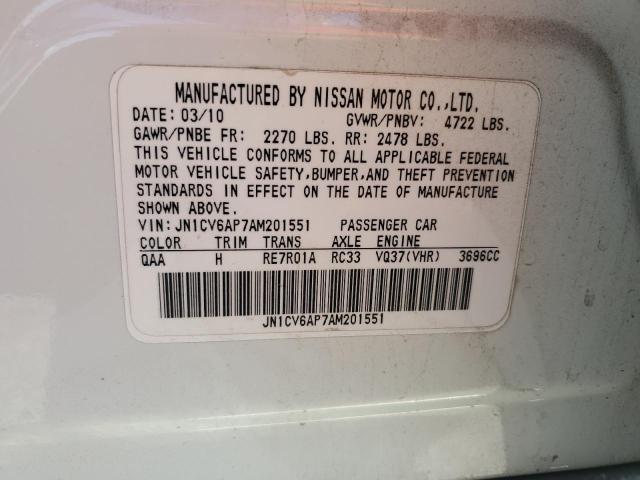 MANUFACTURED BY NISSAN MOTOR CO.,LTD.
DATE: 03/10 GVWR/PNBV: 4722 LBS.
GAWR/PNBE FR: 2270 LBS. RR: 2478 LBS.
THIS VEHICLE CONFORMS TO ALL APPLICABLE FEDERAL
MOTOR VEHICLE SAFETY,BUMPER,AND THEFT PREVENTION
STANDARDS IN EFFECT ON THE DATE OF MANUFACTURE
SHOWN ABOVE.
VIN: JN1CV6AP7AM201551 PASSENGER CAR
COLOR TRIM TRANS AXLE ENGINE
QAA H RE7R01A RC33 VQ37(VHR) 3696CC
JN1CV6AP7AM201551